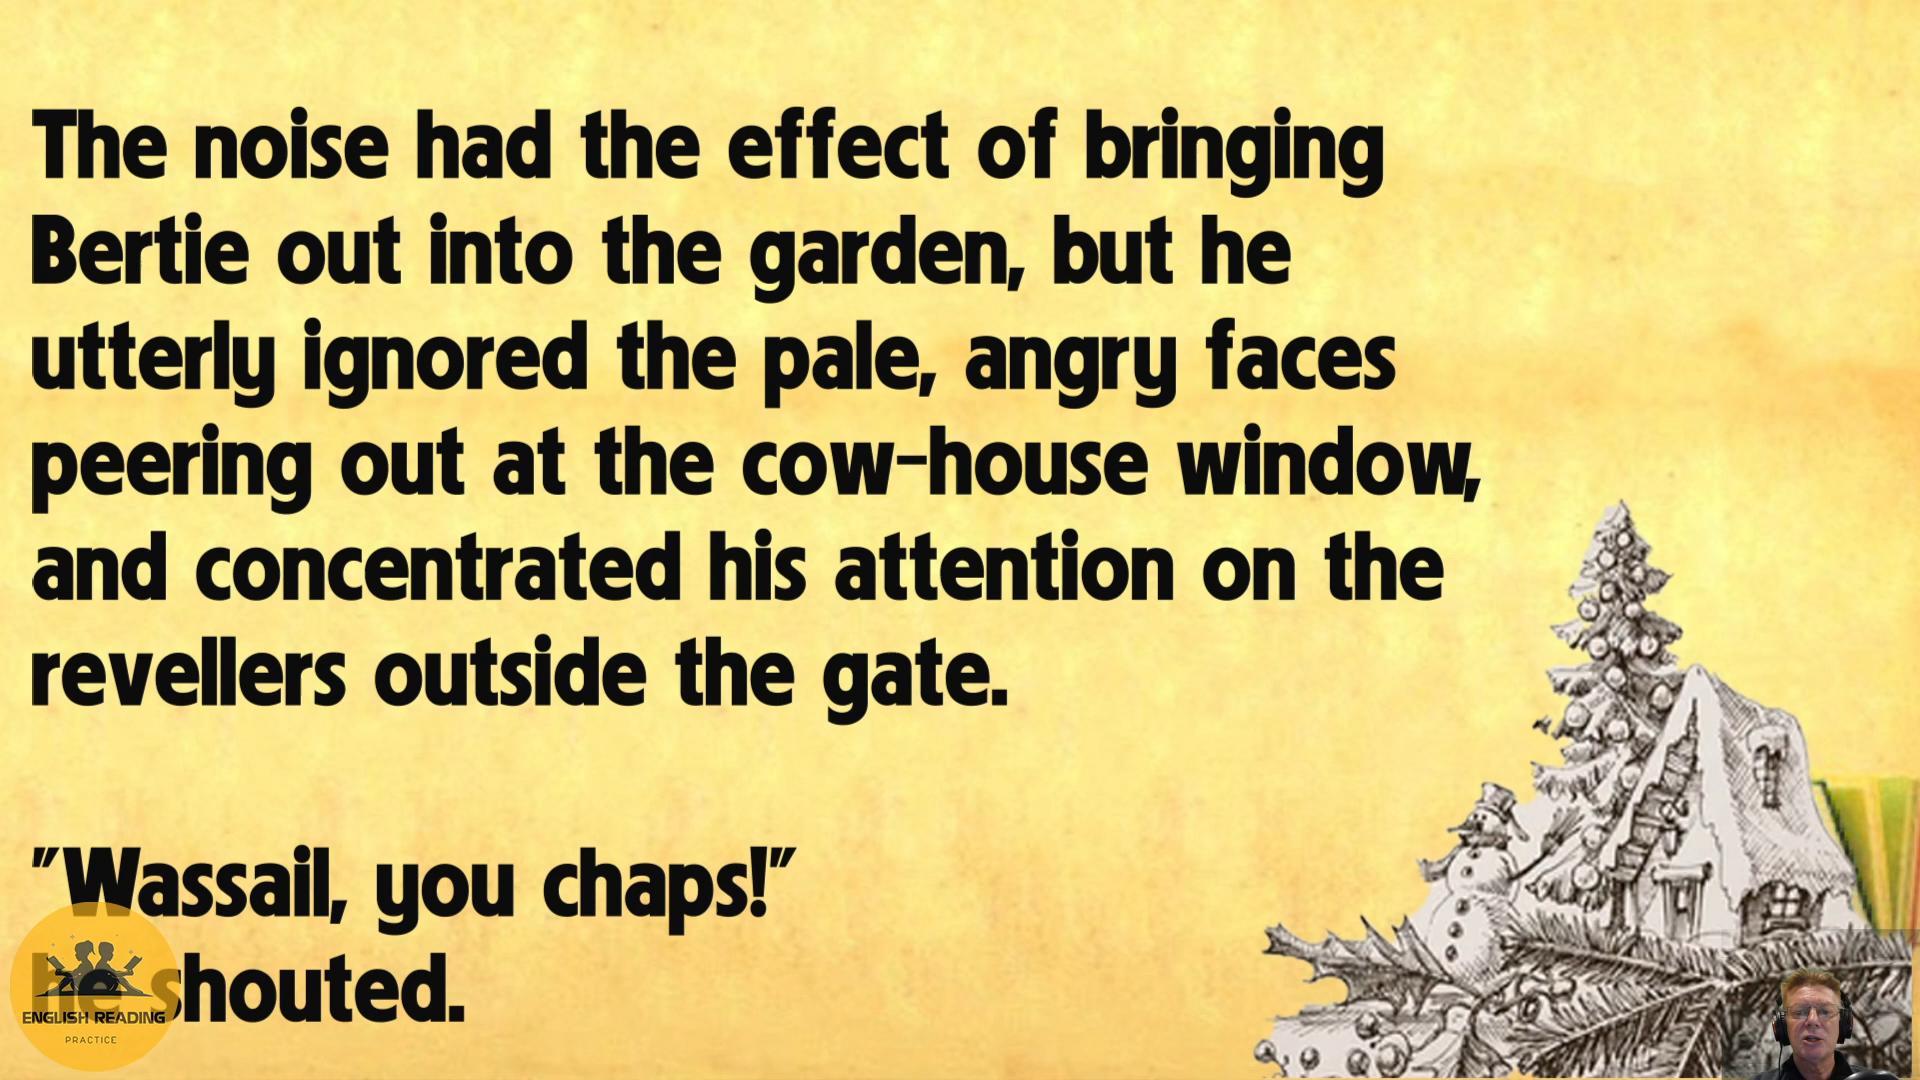 The noise had the effect of bringing
Bertie out into the garden, but he
utterly ignored the pale, angry faces
peering out at the cow-house window,
and concentrated his attention on the
revellers outside the gate.
"Wassail, you chaps!"
he shouted.
ENGLISH READING
PRACTICE